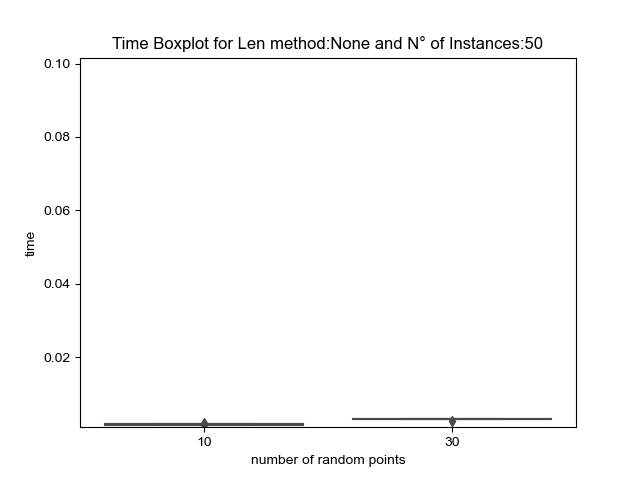 Time Boxplot for Len method:None and N° of Instances:50
0.10
0.08
0.06
0.04
0.02
time
10
30
number of random points